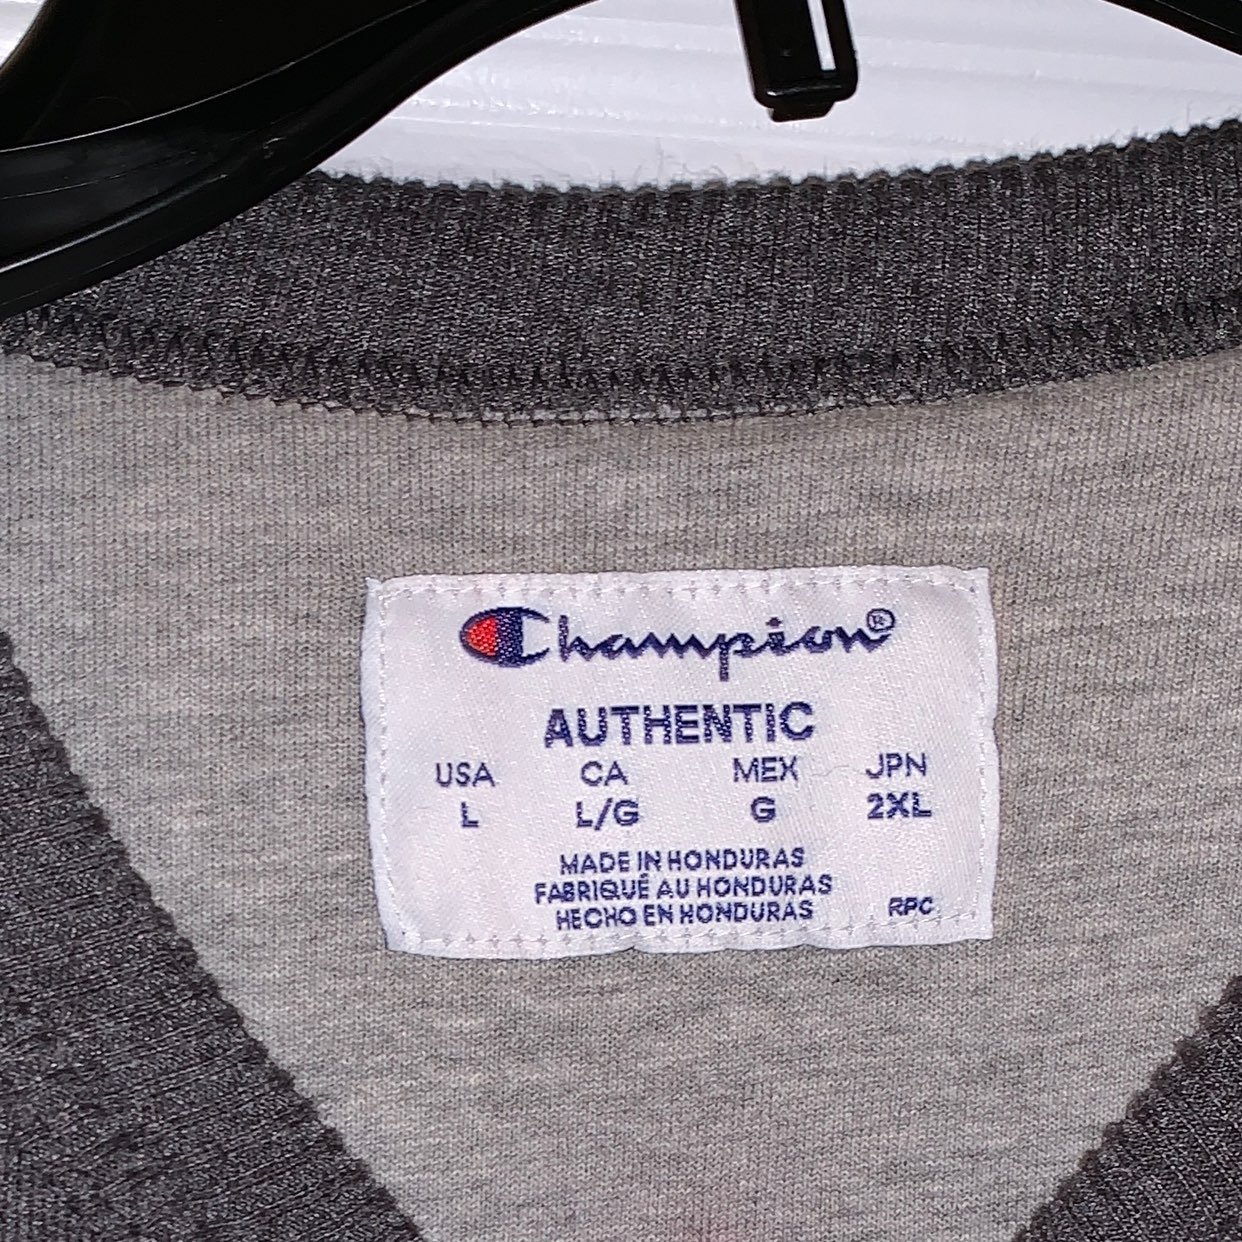 Champion®
AUTHENTIC
USA CA MEX JPN
L L/G G 2XL
MADE IN HONDURAS
FABRIQUÉ AU HONDURAS
HECHO EN HONDURAS RPC